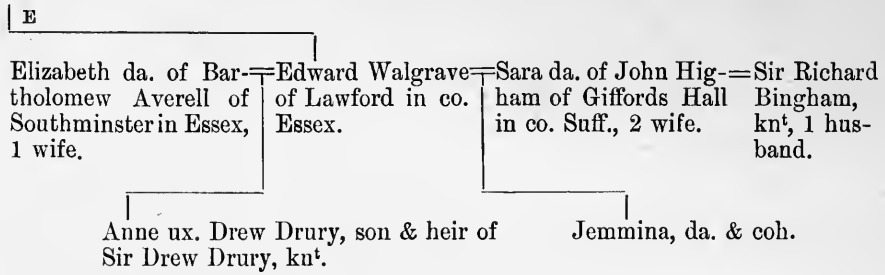 E
Elizabeth da. of Bar-=Edward Walgrave=Sara da. of John Hig-=Sir Richard
tholomew Averell of of Lawford in co. ham of Giffords Hall Bingham,
Southminster in Essex, Essex. in co. Suff., 2 wife. knt, 1 hus-
1 wife. band.
Anne ux. Drew Drury, son & heir of Jemmina, da. & coh.
Sir Drew Drury, knt.